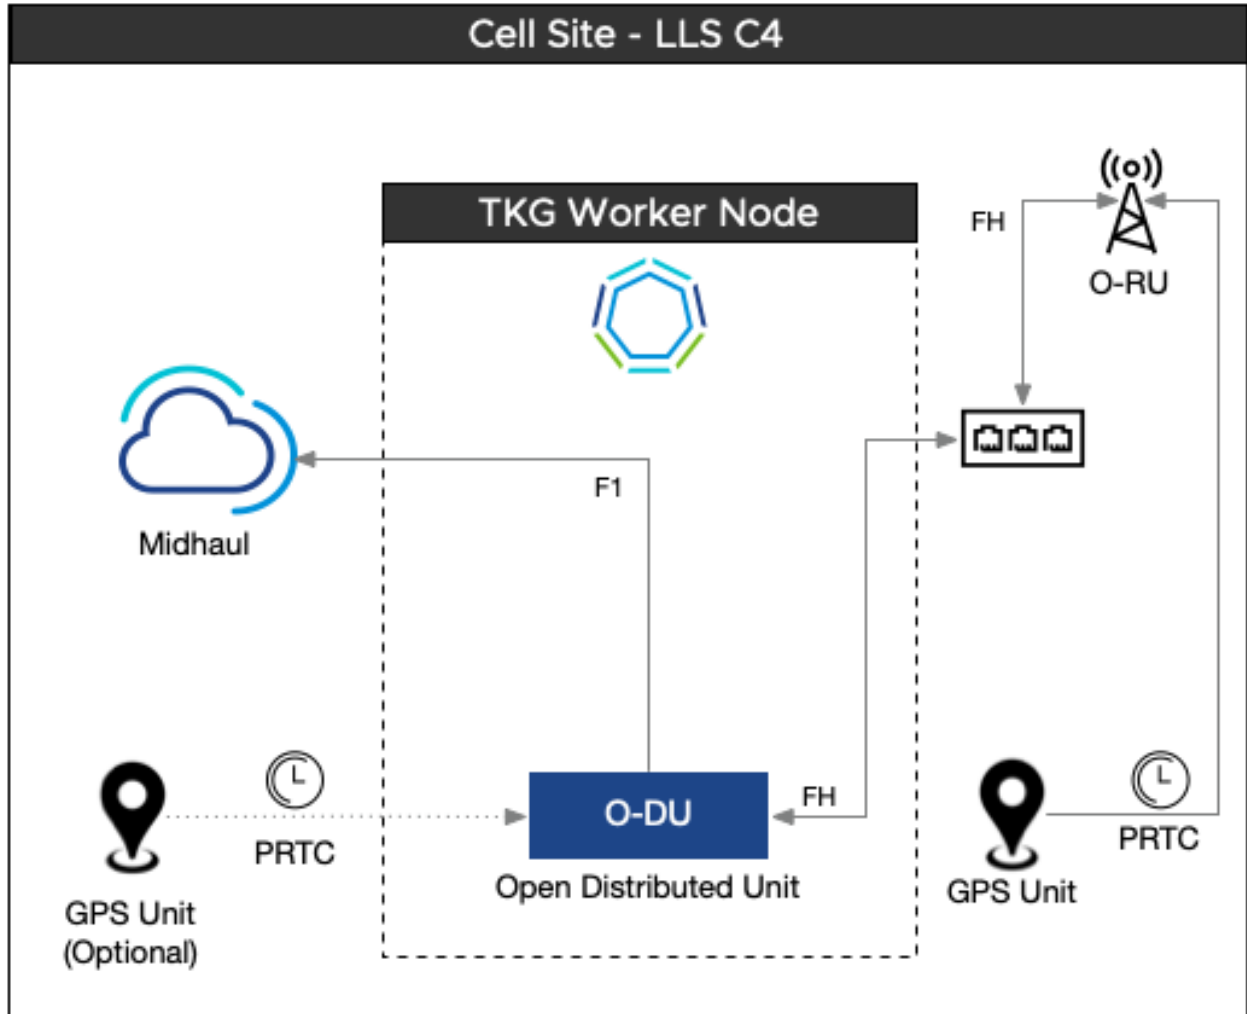 Cell Site - LLS C4
TKG Worker Node
FH
O-RU
F1
Midhaul
PRTC
GPS Unit
(Optional)
O-DU
FH
Open Distributed Unit
PRTC
GPS Unit